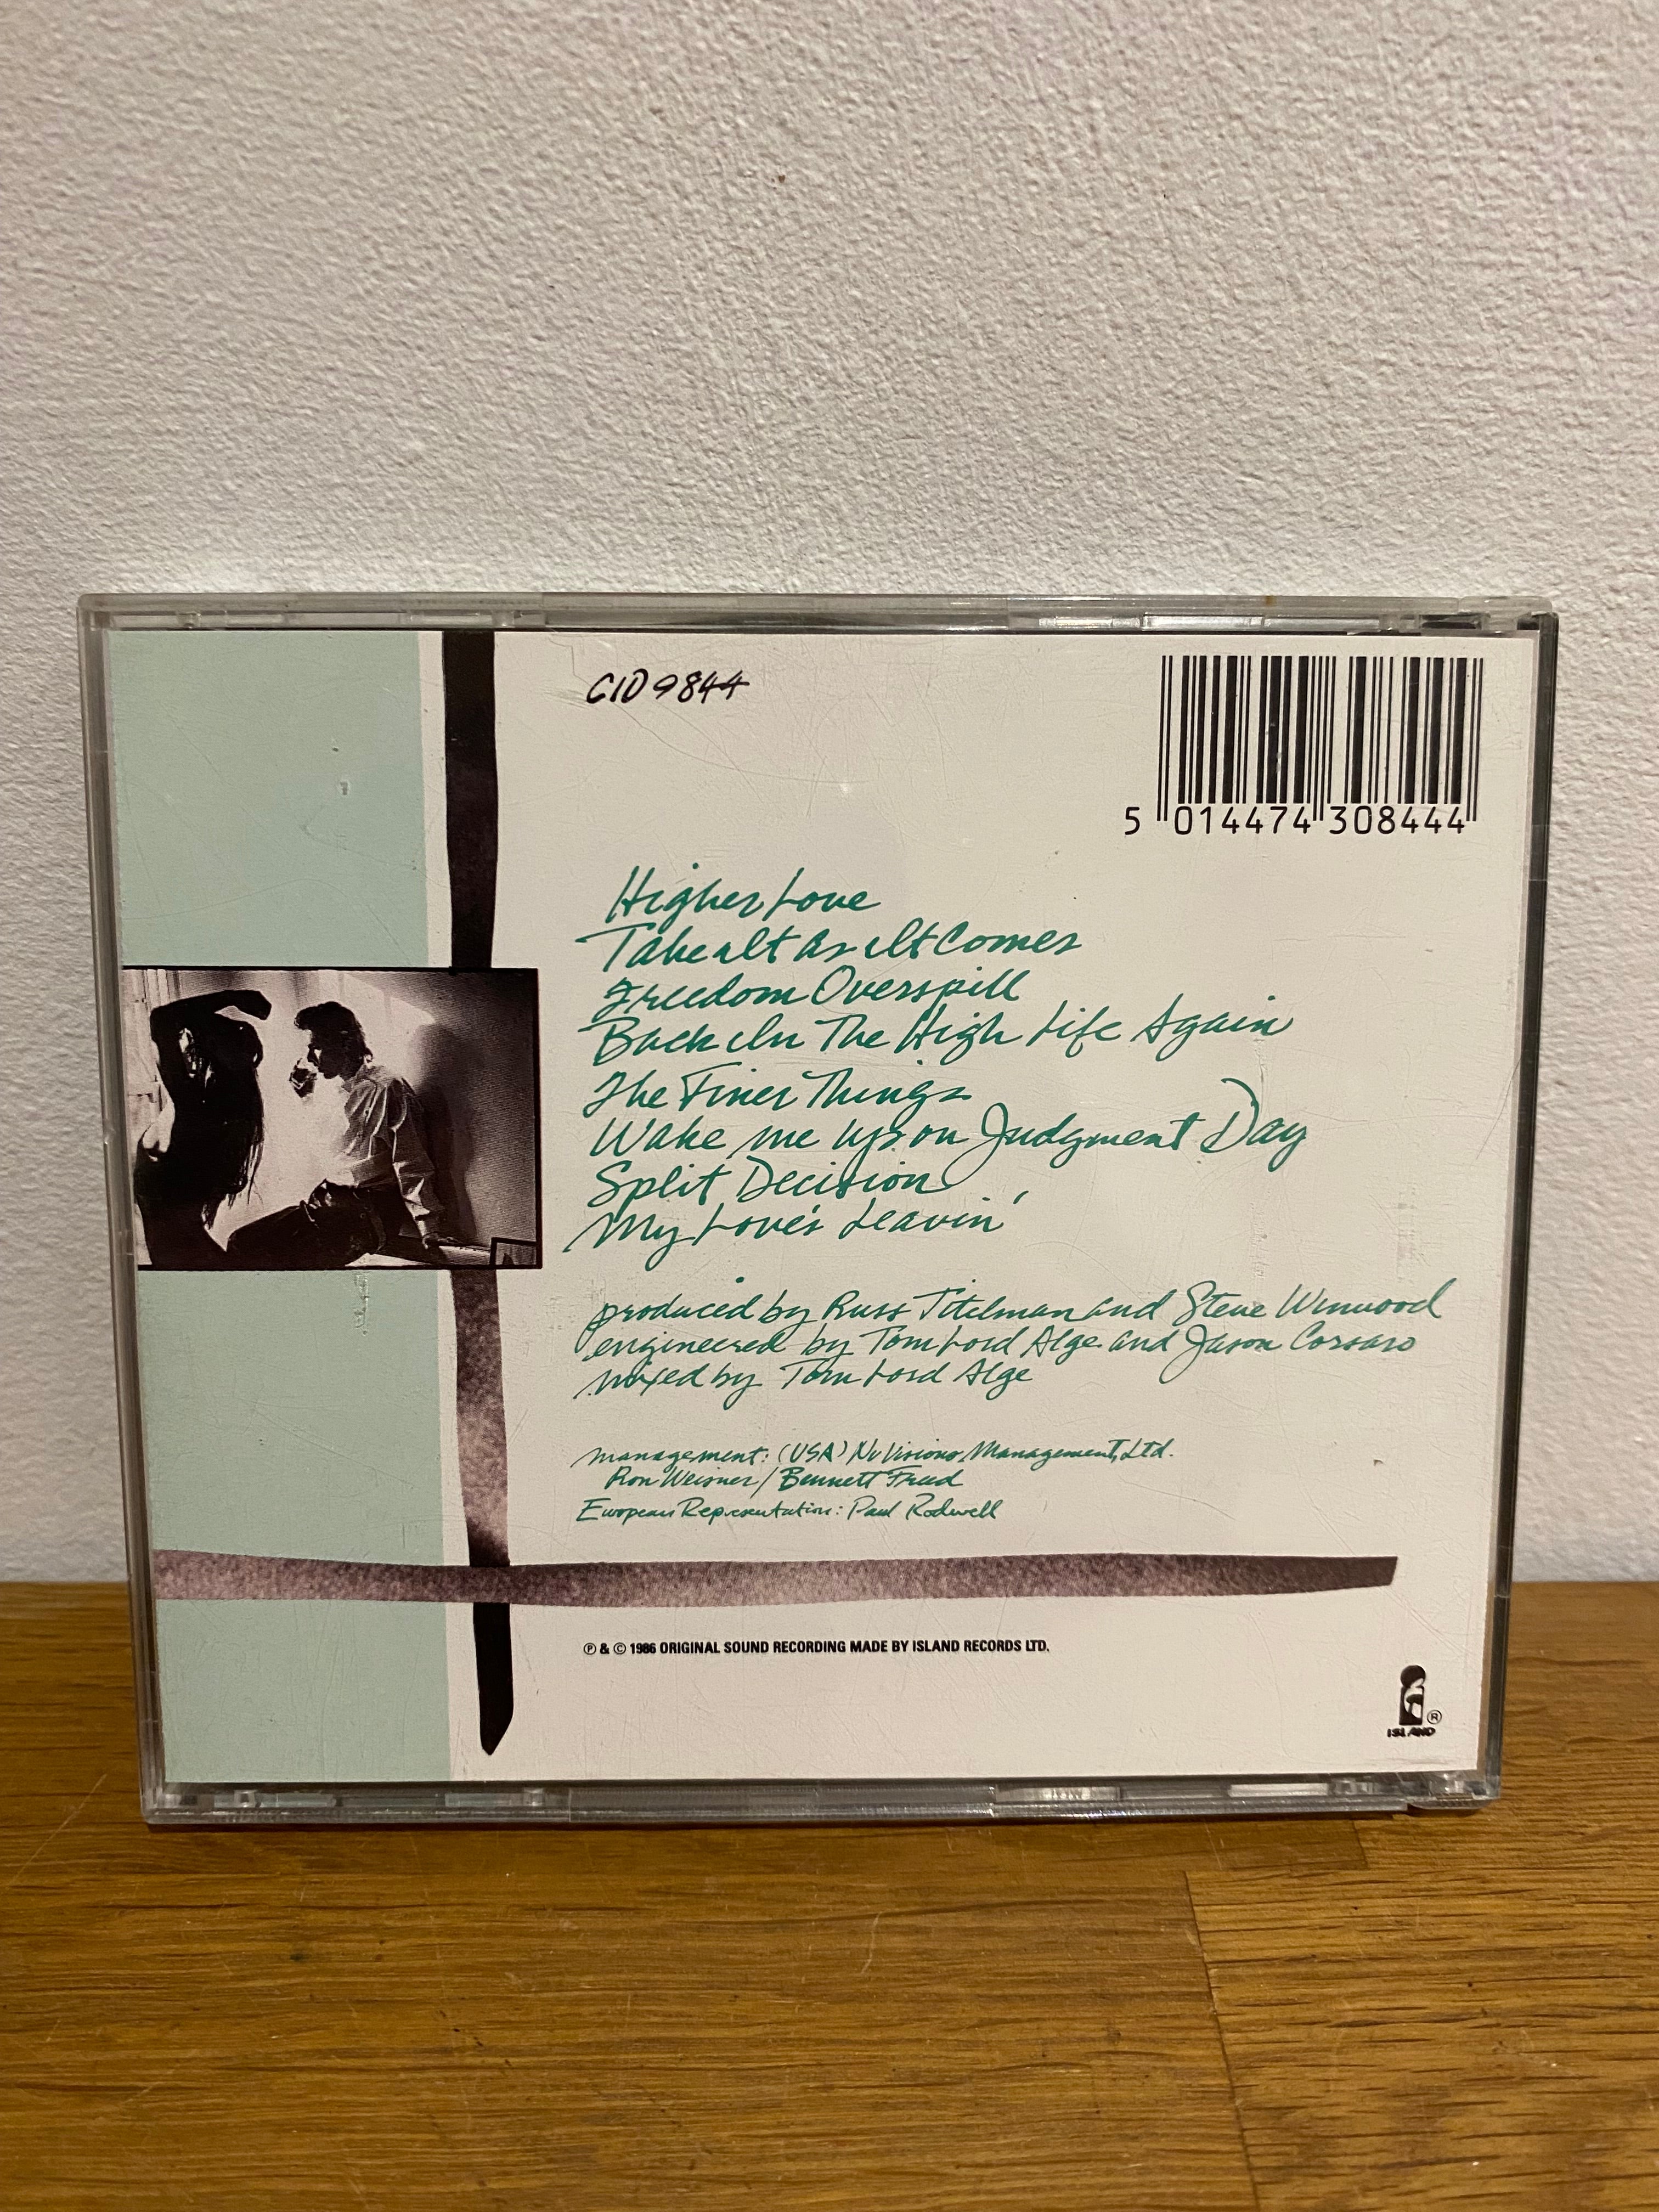 CID 9844
5 014474 308444
Higher Love
Take It As It Comes
Freedom Overspill
Back In The High Life Again
The Finer Things
Wake me up on Judgment Day
Split Decision
My Love's Leavin'
produced by Russ Titelman and Steve Winwood
engineered by Tom Lord Alge and Jason Corsaro
mixed by Tom Lord Alge
management: (USA) Nu Visions Management, Ltd.
Ron Weisner / Bennett Freed
European Representation: Paul Rodwell
Ⓟ & © 1986 ORIGINAL SOUND RECORDING MADE BY ISLAND RECORDS LTD.
®
ISLAND